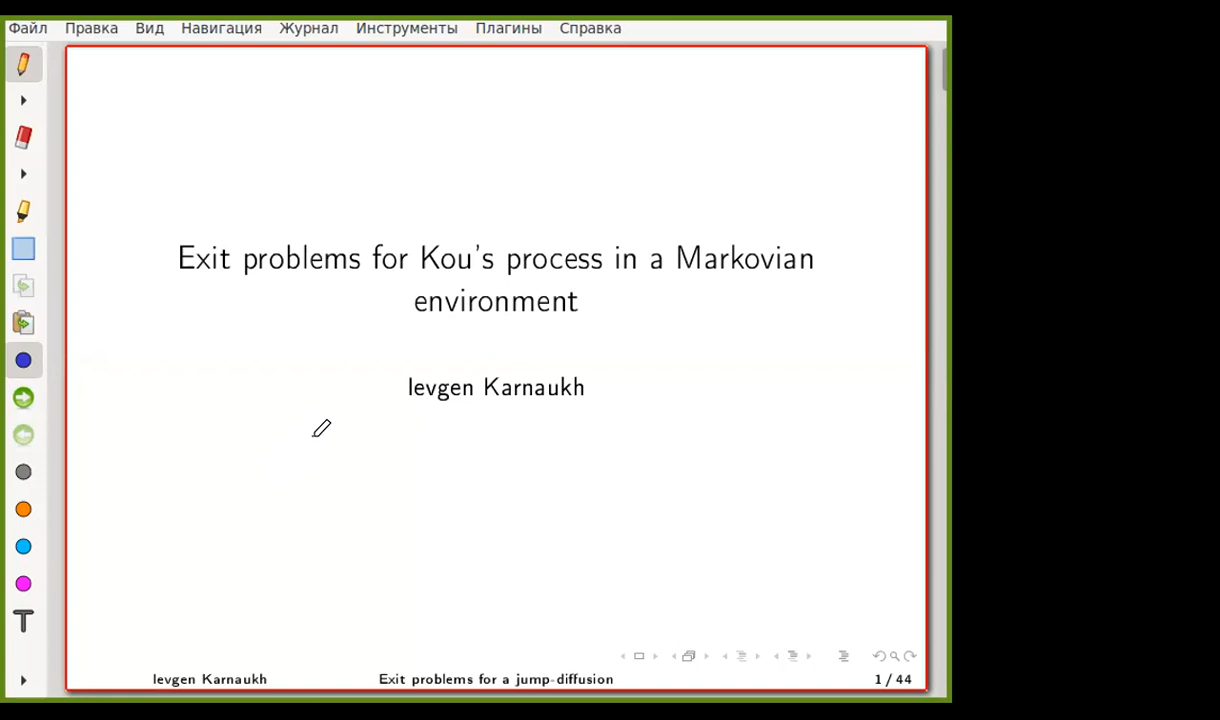 Файл Правка Вид Навигация Журнал Инструменты Плагины Справка
Exit problems for Kou's process in a Markovian
environment
Ievgen Karnaukh
Ievgen Karnaukh Exit problems for a jump-diffusion 1 / 44